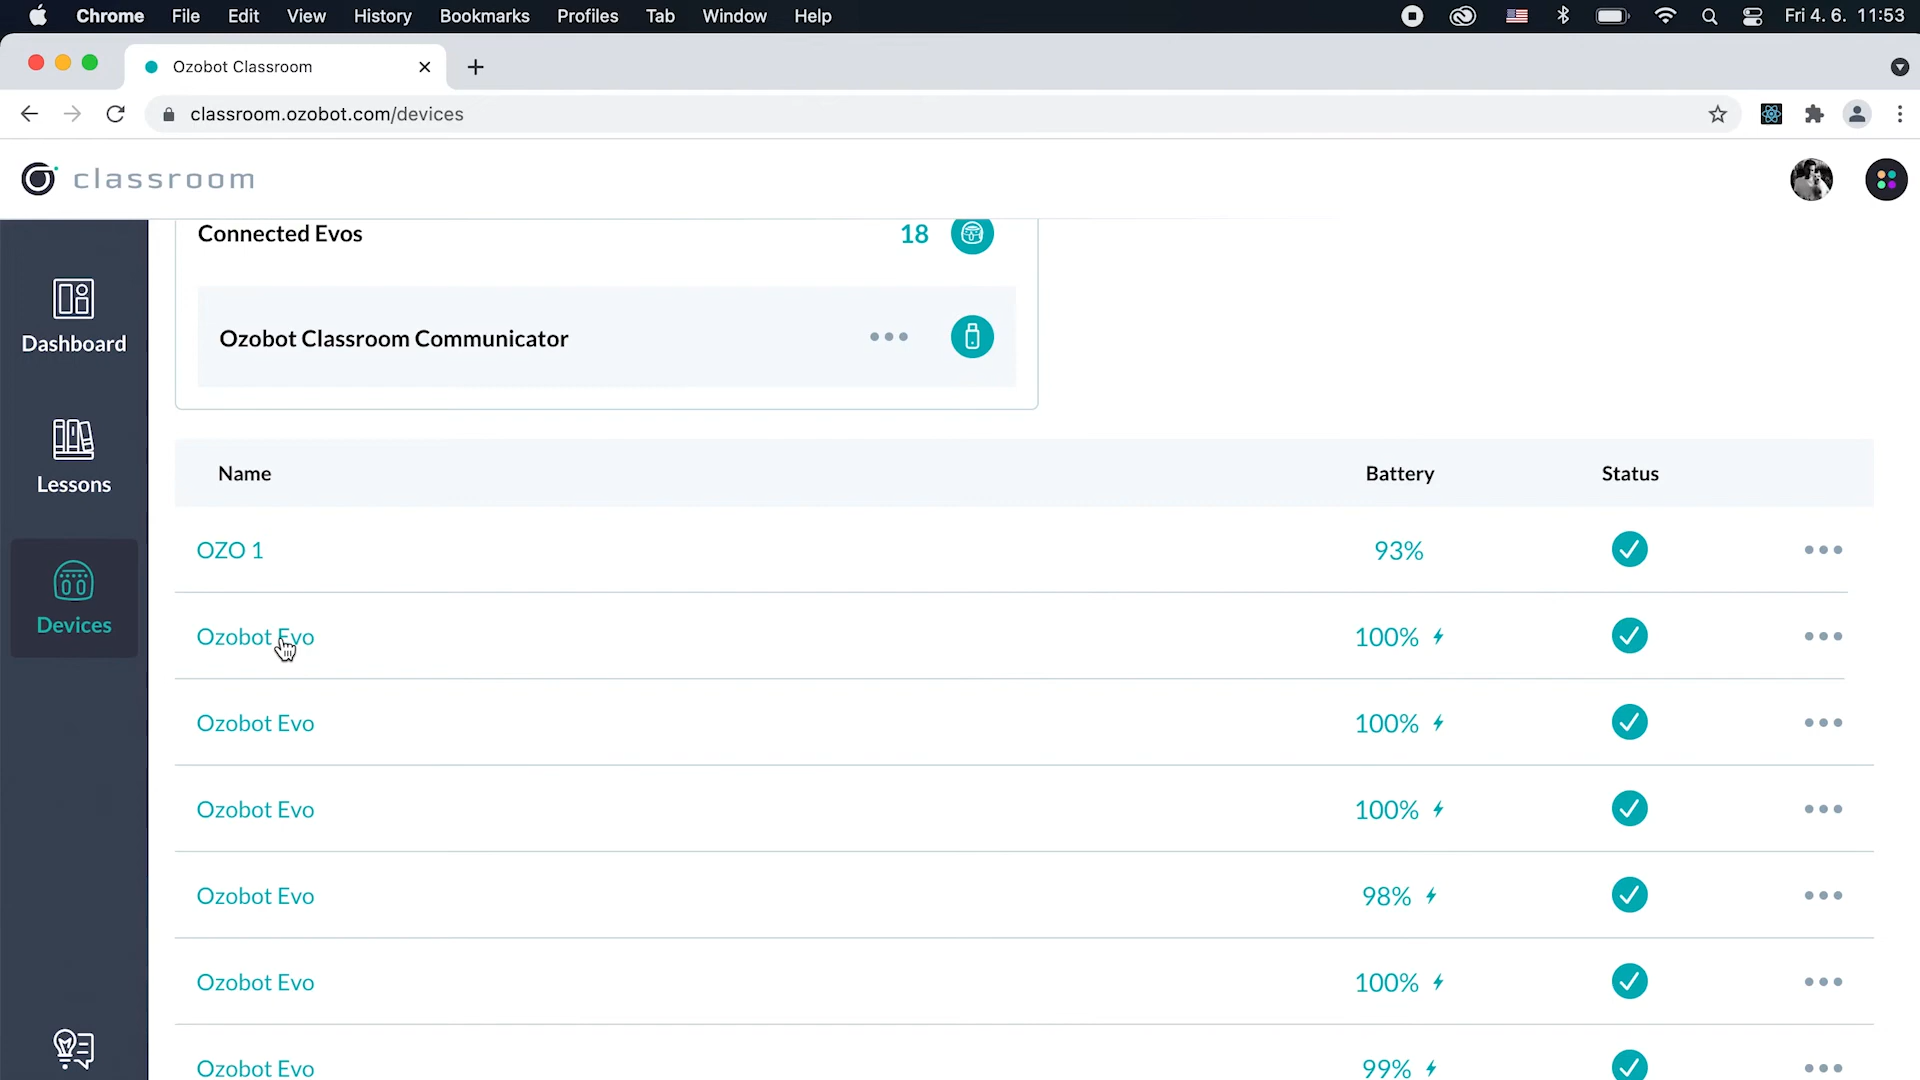 Chrome File Edit View History Bookmarks Profiles Tab Window Help Fri 4. 6. 11:53
Ozobot Classroom
classroom.ozobot.com/devices
classroom
Connected Evos 18
Ozobot Classroom Communicator
Dashboard
Lessons
Devices
Name Battery Status
OZO 1 93%
Ozobot Evo 100%
Ozobot Evo 100%
Ozobot Evo 100%
Ozobot Evo 98%
Ozobot Evo 100%
Ozobot Evo 99%